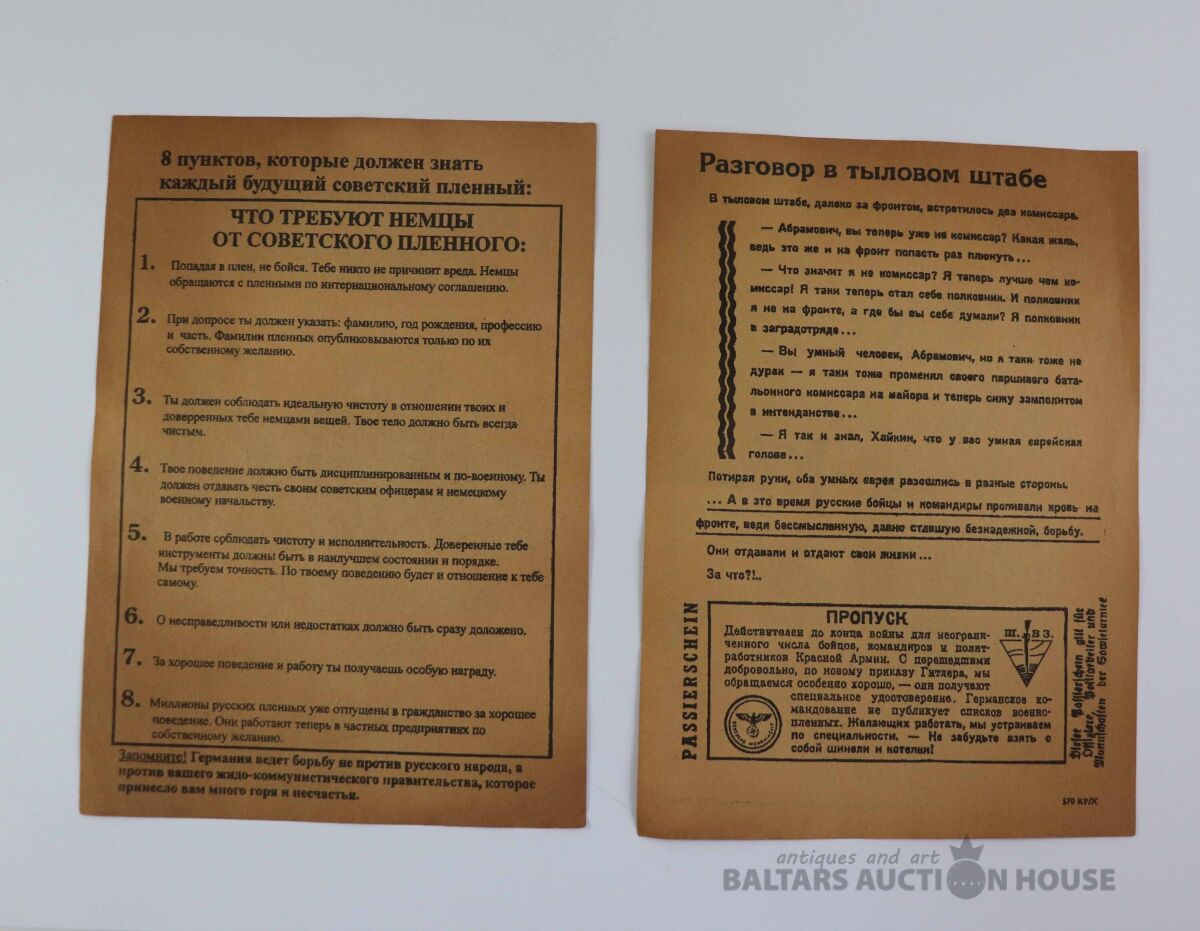 8 пунктов, которые должен знать
каждый будущий советский пленный:
ЧТО ТРЕБУЮТ НЕМЦЫ
ОТ СОВЕТСКОГО ПЛЕННОГО:
1. Попадая в плен, не бойся. Тебе никто не причинит вреда. Немцы
обращаются с пленными по интернациональному соглашению.
2. При допросе ты должен указать: фамилию, год рождения, профессию
и часть. Фамилии пленных опубликовываются только по их
собственному желанию.
3. Ты должен соблюдать идеальную чистоту в отношении твоих и
доверренных тебе немцами вещей. Твое тело должно быть всегда
чистым.
4. Твое поведение должно быть дисциплинированным и по-военному. Ты
должен отдавать честь своим советским офицерам и немецкому
военному начальству.
5. В работе срблюдать чистоту и исполнительность. Доверенные тебе
инструменты должны быть в наилучшем состоянии и порядке.
Мы требуем точность. По твоему поведению будет и отношение к тебе
самому.
6. О несправедливости или недостатках должно быть сразу доложено.
7. За хорошее поведение и работу ты получаешь особую награду.
8. Миллионы русских пленных уже отпущены в гражданство за хорошее
поведение. Они работают теперь в частных предприятиях по
собственному желанию.
Запомните! Германия ведет борьбу не против русского народа, а
против вашего жидо-коммунистического правительства, которое
принесло вам много горя и несчастья.
Разговор в тыловом штабе
В тыловом штабе, далеко за фронтом, встретилось два комиссара.
— Абрамович, вы теперь уже не комиссар? Какая жаль,
ведь это же и на фронт попасть раз плюнуть...
— Что значит я не комиссар? Я теперь лучше чем ко-
миссар! Я таки теперь стал себе полковник. И полковник
я не на фронте, а где бы вы себе думали? Я полковник
в заградотряде...
— Вы умный человек, Абрамович, но я таки тоже не
дурак — я таки тоже променял своего паршивого бата-
льонного комиссара на майора и теперь сижу замполитом
в интендантстве...
— Я так и знал, Хайкин, что у вас умная еврейская
голова...
Потирая руки, оба умных еврея разошлись в разные стороны.
... А в это время русские бойцы и командиры проливали кровь на
фронте, ведя бессмысленную, давно ставшую безнадежной, борьбу.
Они отдавали и отдают свои жизни...
За что?!..
PASSIERSCHEIN
ПРОПУСК
Действителен до конца войны для неограни-
ченного числа бойцов, командиров и полит-
работников Красной Армии. С перешедшими
добровольно, по новому приказу Гитлера, мы
обращаемся особенно хорошо, — они получают
специальное удостоверение. Германское ко-
мандование не публикует списков военно-
пленных. Желающих работать, мы устраиваем
по специальности. — Не забудьте взять с
собой шинели и котелки!
Ш. В З.
DEUTSCHE WEHRMACHT
Dieser Passierschein gilt für
Offiziere, Politarbeiter und
Mannschaften der Sowjetarmee
570 KP/X
antiques and art
BALTARS AUCTION HOUSE